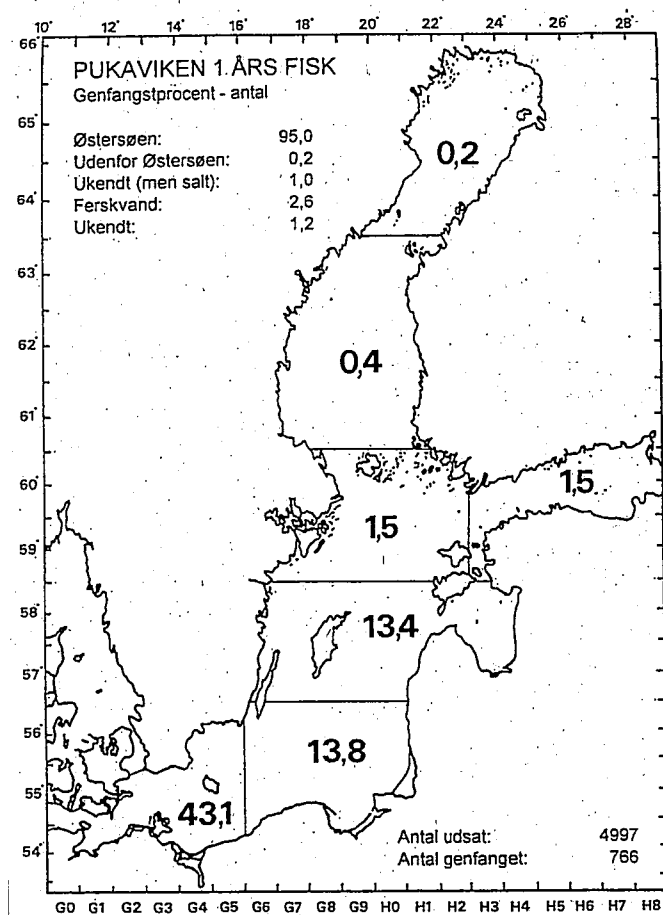 10° 12° 14° 16° 18° 20° 22° 24° 26° 28°
66°
PUKAVIKEN 1.ÅRS FISK
Genfangstprocent - antal
65°
Østersøen: 95,0
Udenfor Østersøen: 0,2
Ukendt (men salt): 1,0
Ferskvand: 2,6
Ukendt: 1,2
0,2
64°
63°
62°
0,4
61°
60°
1,5
1,5
59°
58°
13,4
57°
56°
13,8
55°
43,1
Antal udsat: 4997
Antal genfanget: 766
54°
G0 G1 G2 G3 G4 G5 G6 G7 G8 G9 H0 H1 H2 H3 H4 H5 H6 H7 H8